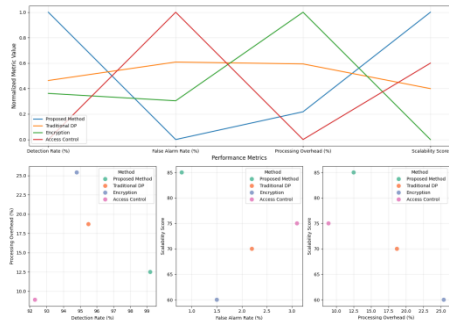 Normalized Metric Value
1.0
0.8
0.6
0.4
0.2
0.0
Proposed Method
Traditional DP
Encryption
Access Control
Detection Rate (%)
False Alarm Rate (%)
Processing Overhead (%)
Scalability Score
Performance Metrics
Processing Overhead (%)
25.0
22.5
20.0
17.5
15.0
12.5
10.0
Method
Proposed Method
Traditional DP
Encryption
Access Control
92 93 94 95 96 97 98 99
Detection Rate (%)
Scalability Score
85
80
75
70
65
60
Method
Proposed Method
Traditional DP
Encryption
Access Control
1.0 1.5 2.0 2.5 3.0
False Alarm Rate (%)
Scalability Score
85
80
75
70
65
60
Method
Proposed Method
Traditional DP
Encryption
Access Control
10.0 12.5 15.0 17.5 20.0 22.5 25.0
Processing Overhead (%)